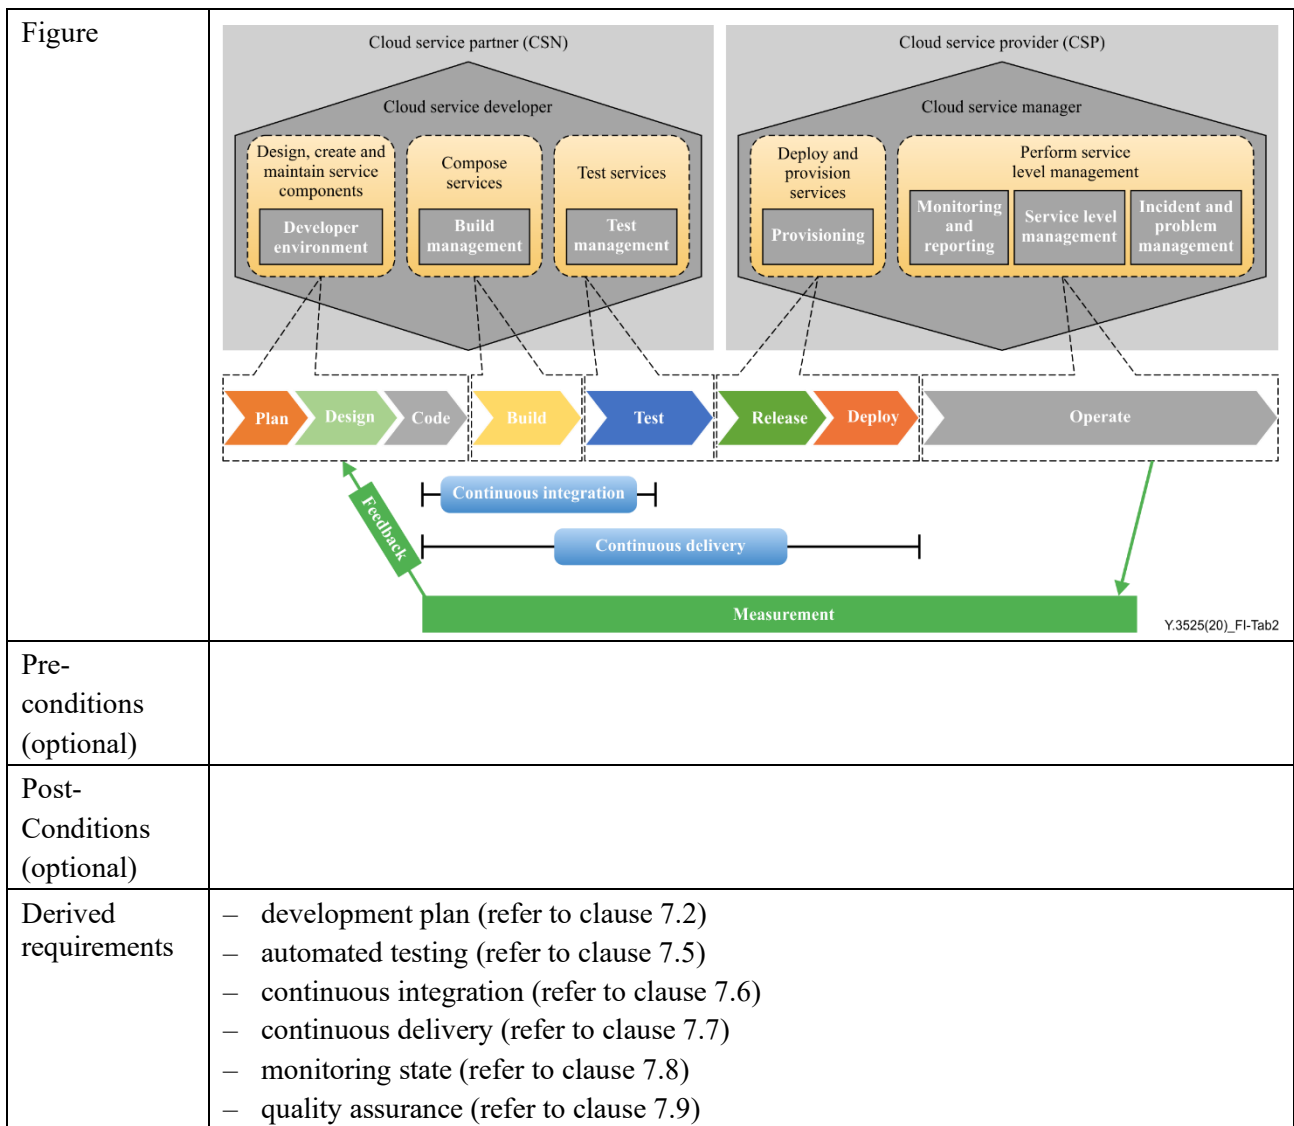 Figure
Cloud service partner (CSN)
Cloud service developer
Design, create and
maintain service
components
Developer
environment
Compose
services
Build
management
Test services
Test
management
Cloud service provider (CSP)
Cloud service manager
Deploy and
provision
services
Provisioning
Perform service
level management
Monitoring
and
reporting
Service level
management
Incident and
problem
management
Plan
Design
Code
Build
Test
Release
Deploy
Operate
Continuous integration
Feedback
Continuous delivery
Measurement
Y.3525(20)_FI-Tab2
Pre-
conditions
(optional)
Post-
Conditions
(optional)
Derived
requirements
– development plan (refer to clause 7.2)
– automated testing (refer to clause 7.5)
– continuous integration (refer to clause 7.6)
– continuous delivery (refer to clause 7.7)
– monitoring state (refer to clause 7.8)
– quality assurance (refer to clause 7.9)